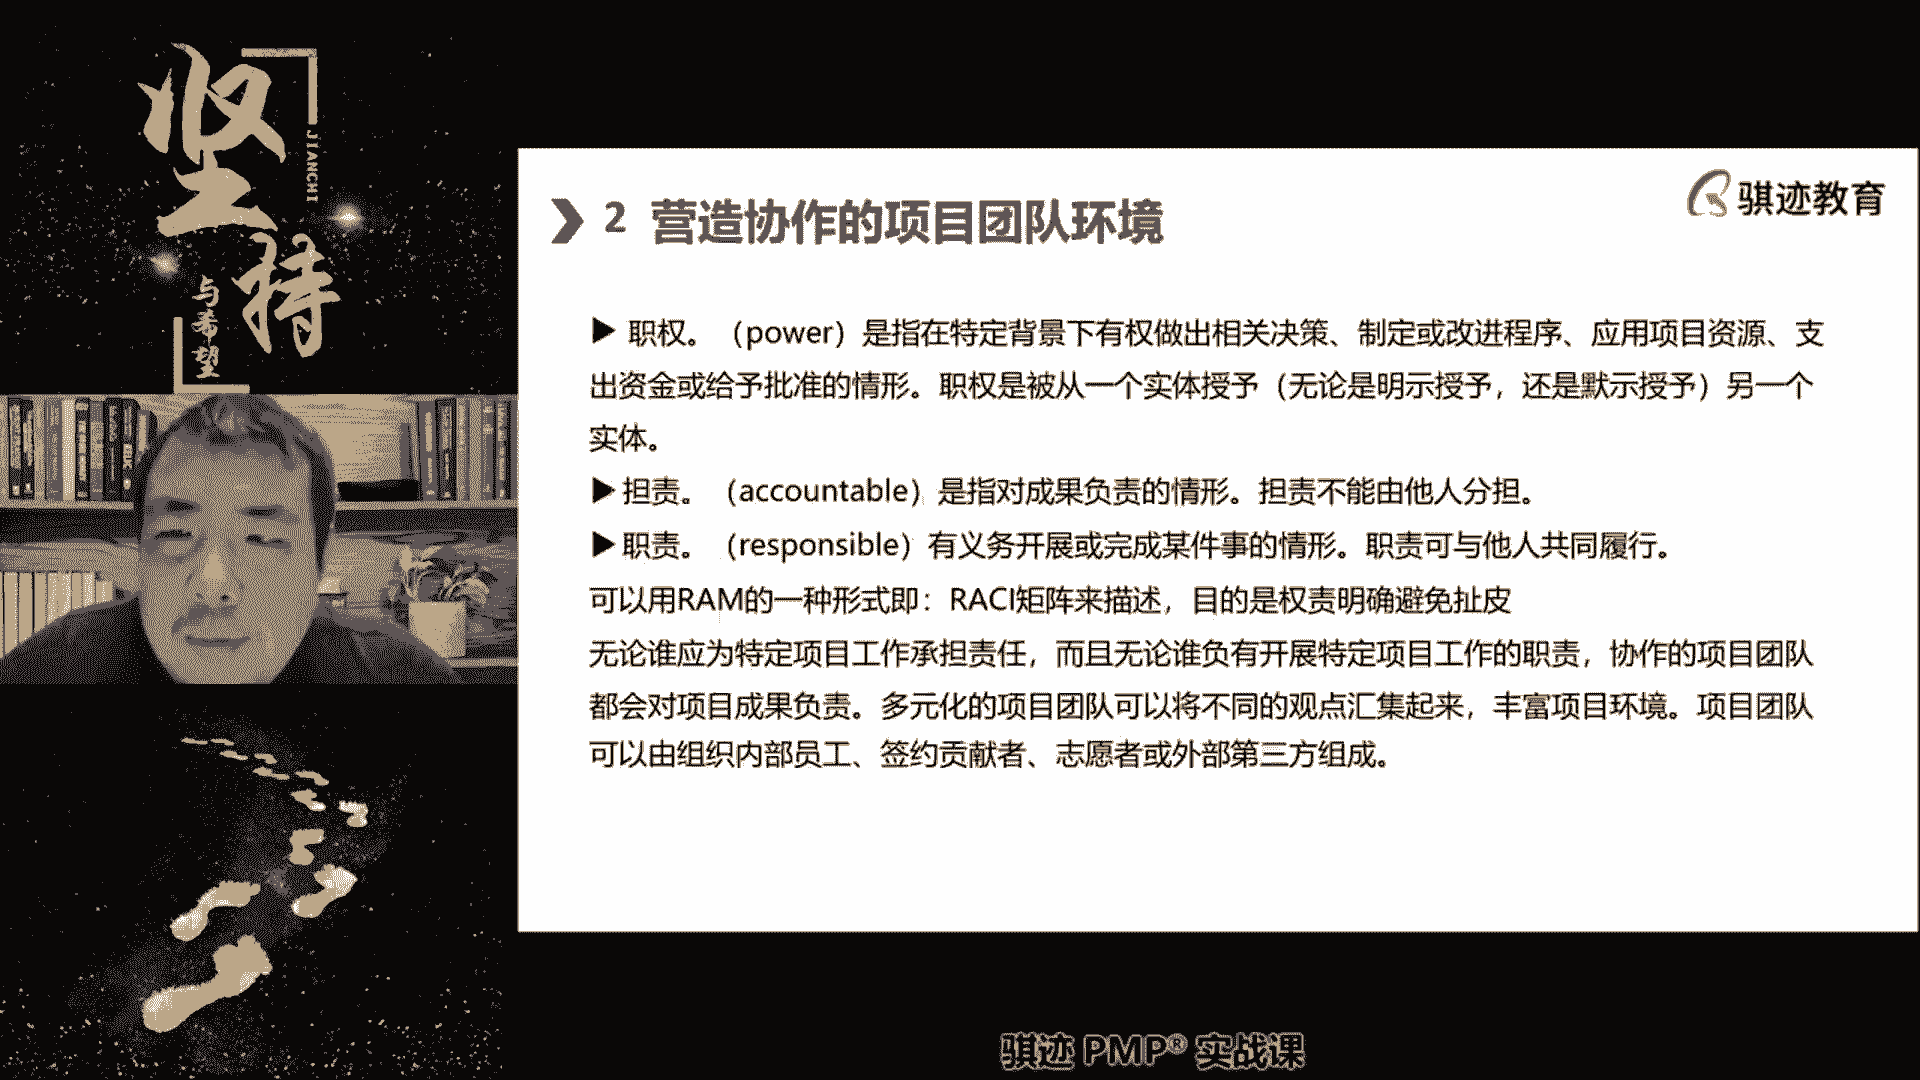 坚持
JIANCHI
与希望
骐迹教育
2 营造协作的项目团队环境
▶ 职权。（power）是指在特定背景下有权做出相关决策、制定或改进程序、应用项目资源、支
出资金或给予批准的情形。职权是被从一个实体授予（无论是明示授予，还是默示授予）另一个
实体。
▶ 担责。（accountable）是指对成果负责的情形。担责不能由他人分担。
▶ 职责。（responsible）有义务开展或完成某件事的情形。职责可与他人共同履行。
可以用RAM的一种形式即：RACI矩阵来描述，目的是权责明确避免扯皮
无论谁应为特定项目工作承担责任，而且无论谁负有开展特定项目工作的职责，协作的项目团队
都会对项目成果负责。多元化的项目团队可以将不同的观点汇集起来，丰富项目环境。项目团队
可以由组织内部员工、签约贡献者、志愿者或外部第三方组成。
骐迹 PMP® 实战课